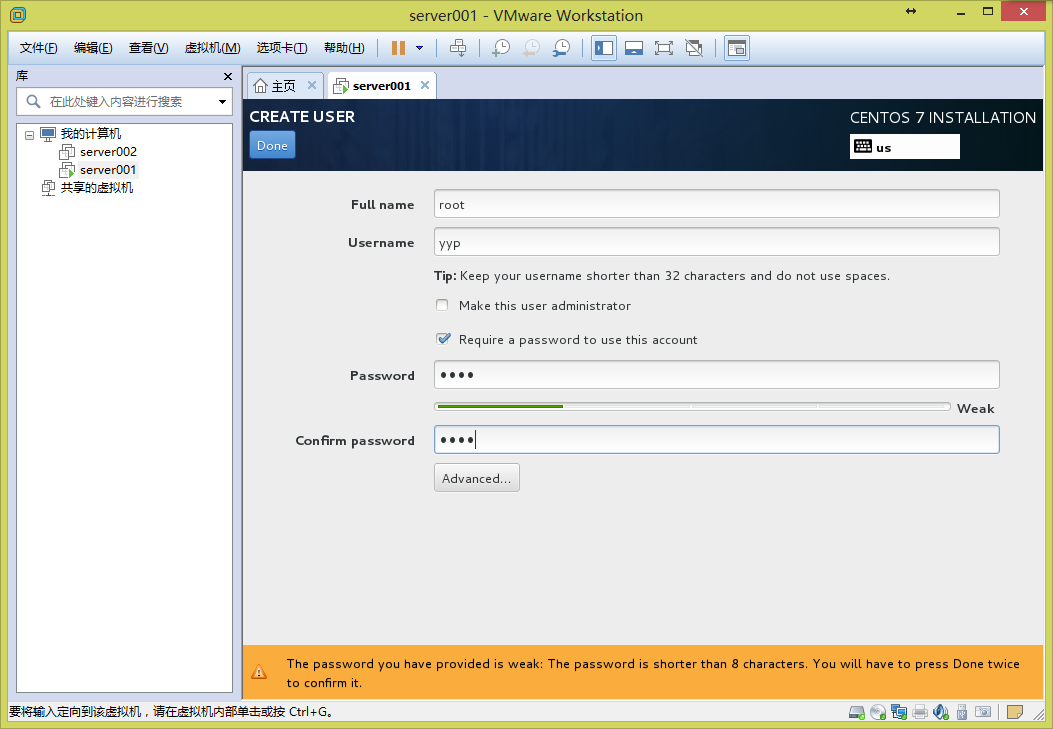 server001 - VMware Workstation
文件(F) 编辑(E) 查看(V) 虚拟机(M) 选项卡(T) 帮助(H)
库
在此处键入内容进行搜索
我的计算机
server002
server001
共享的虚拟机
主页 server001
CREATE USER
CENTOS 7 INSTALLATION
Done
us
Full name root
Username yyp
Tip: Keep your username shorter than 32 characters and do not use spaces.
Make this user administrator
Require a password to use this account
Password ●●●●
Weak
Confirm password ●●●●
Advanced...
The password you have provided is weak: The password is shorter than 8 characters. You will have to press Done twice
to confirm it.
要将输入定向到该虚拟机，请在虚拟机内部单击或按 Ctrl+G。